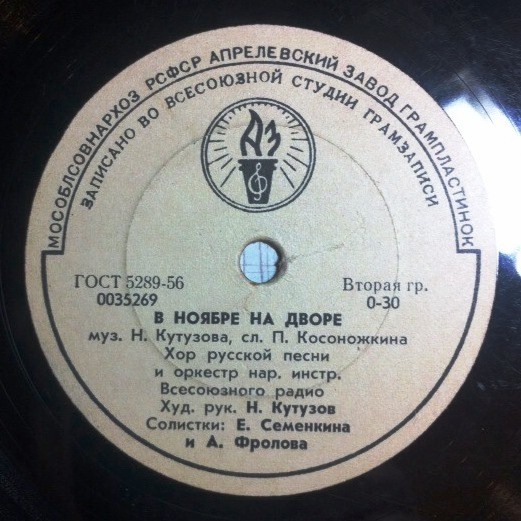 МОСОБЛСОВНАРХОЗ РСФСР АПРЕЛЕВСКИЙ ЗАВОД ГРАМПЛАСТИНОК
ЗАПИСАНО ВО ВСЕСОЮЗНОЙ СТУДИИ ГРАМЗАПИСИ
АЗ
ГОСТ 5289-56
0035269
Вторая гр.
0-30
В НОЯБРЕ НА ДВОРЕ
муз. Н. Кутузова, сл. П. Косоножкина
Хор русской песни
и оркестр нар. инстр.
Всесоюзного радио
Худ. рук. Н. Кутузов
Солистки: Е. Семенкина
и А. Фролова